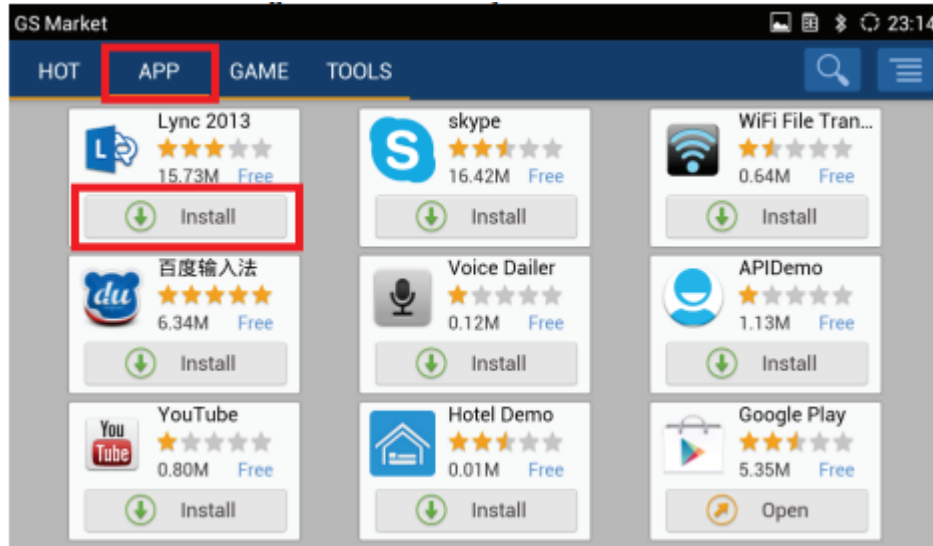 GS Market 23:14
HOT APP GAME TOOLS
Lync 2013
15.73M Free
Install
skype
16.42M Free
Install
WiFi File Tran...
0.64M Free
Install
百度输入法
6.34M Free
Install
Voice Dailer
0.12M Free
Install
APIDemo
1.13M Free
Install
YouTube
0.80M Free
Install
Hotel Demo
0.01M Free
Install
Google Play
5.35M Free
Open
L
S
du
You
Tube